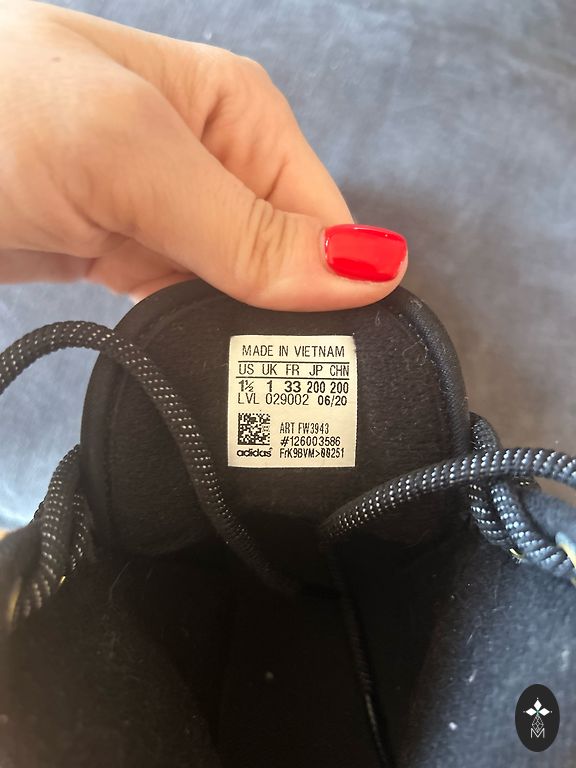 MADE IN VIETNAM
US UK FR JP CHN
1½ 1 33 200 200
LVL 029002 06/20
ART FW3943
#126003586
adidas FrK9BVM>00251
M